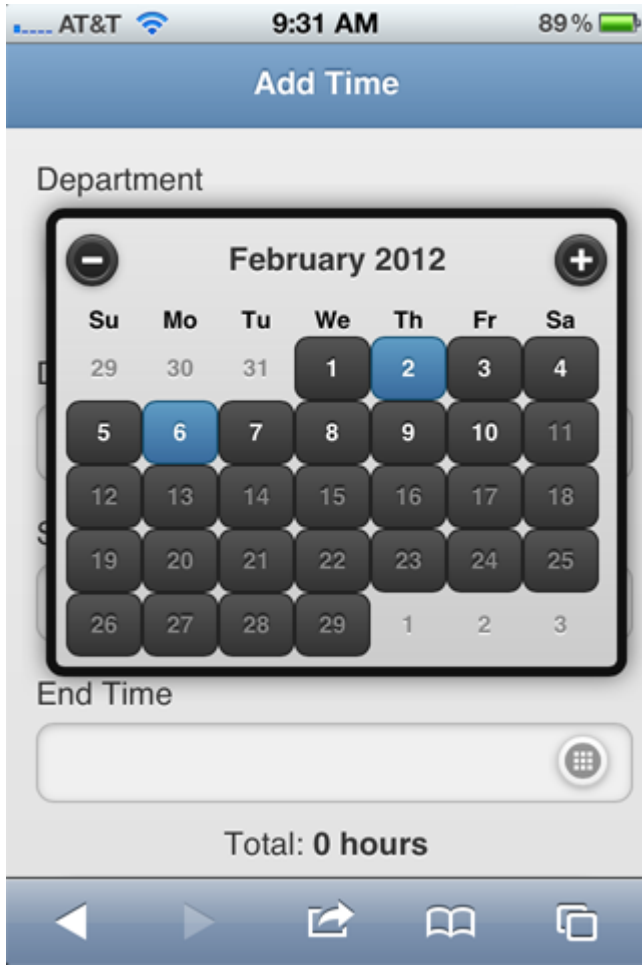 AT&T 9:31 AM 89%
Add Time
Department
February 2012
Su Mo Tu We Th Fr Sa
29 30 31 1 2 3 4
5 6 7 8 9 10 11
12 13 14 15 16 17 18
19 20 21 22 23 24 25
26 27 28 29 1 2 3
End Time
Total: 0 hours